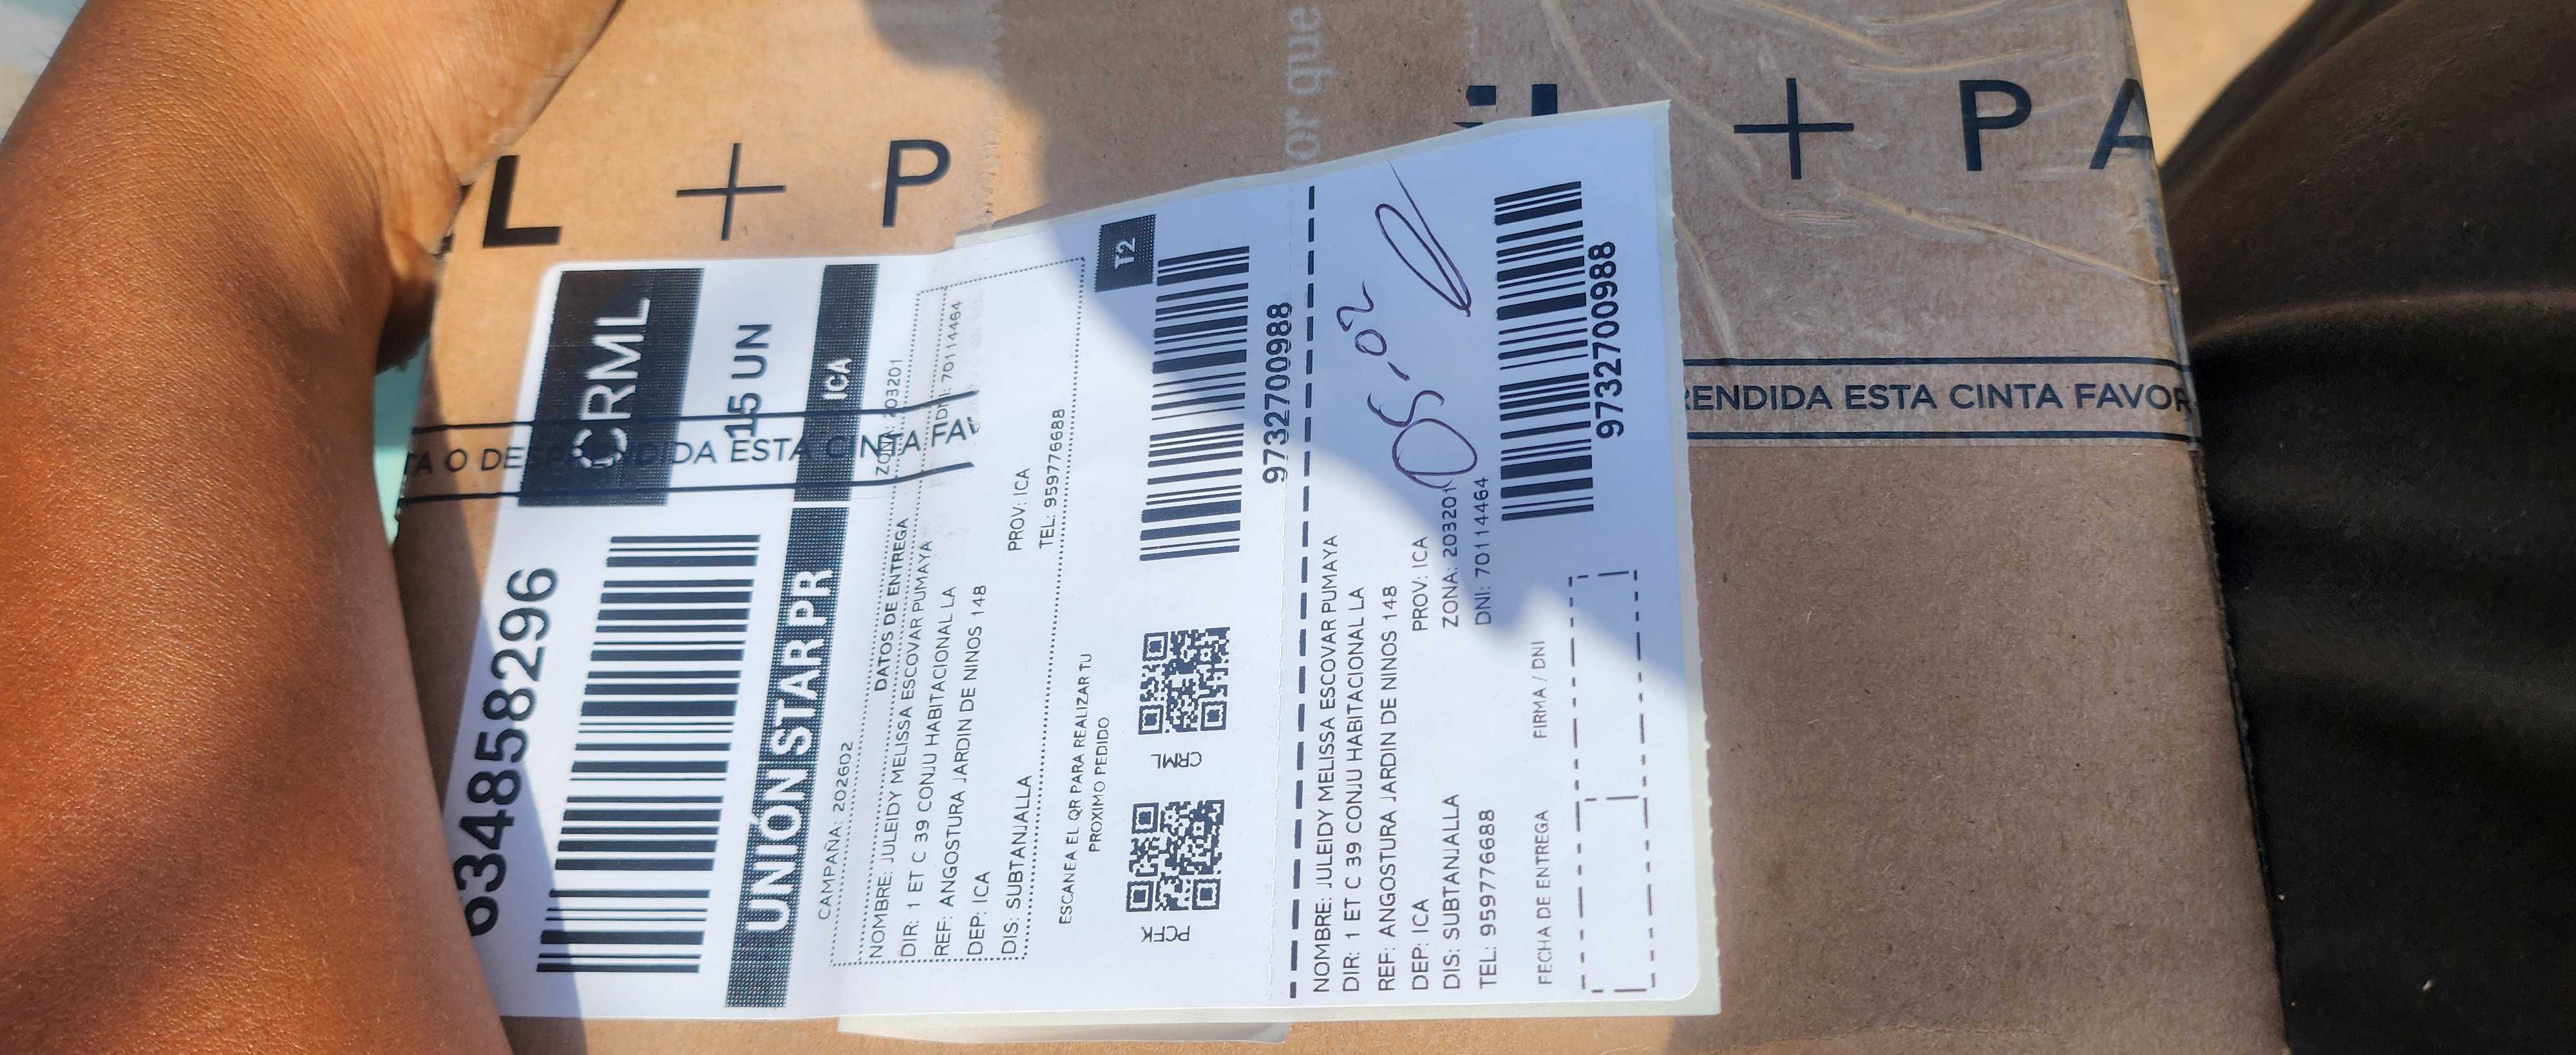 L + P
or que
L + PA
6348582​96
CRML
15 UN
UNIÓN STAR PR
ICA
TA O DESPRENDIDA ESTA CINTA FAV
CAMPAÑA: 202602
ZONA: 203201
DATOS DE ENTREGA
NOMBRE: JULEIDY MELISSA ESCOVAR PUMAYA
DNI: 70114464
DIR: 1 ET C 39 CONJU HABITACIONAL LA
REF: ANGOSTURA JARDIN DE NINOS 148
DEP: ICA
PROV: ICA
DIS: SUBTANJALLA
TEL: 959776688
ESCANEA EL QR PARA REALIZAR TU
PROXIMO PEDIDO
T2
PCFK
CRML
9732700988
NOMBRE: JULEIDY MELISSA ESCOVAR PUMAYA
DIR: 1 ET C 39 CONJU HABITACIONAL LA
REF: ANGOSTURA JARDIN DE NINOS 148
DEP: ICA
PROV: ICA
DIS: SUBTANJALLA
ZONA: 203201
TEL: 959776688
DNI: 70114464
05-02
FECHA DE ENTREGA
FIRMA / DNI
9732700988
RENDIDA ESTA CINTA FAVOR